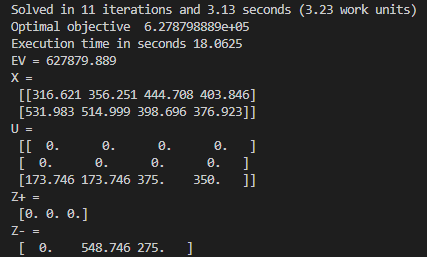 Solved in 11 iterations and 3.13 seconds (3.23 work units)
Optimal objective  6.278798889e+05
Execution time in seconds 18.0625
EV = 627879.889
X =
 [[316.621 356.251 444.708 403.846]
 [531.983 514.999 398.696 376.923]]
U =
 [[  0.      0.      0.      0.   ]
 [  0.      0.      0.      0.   ]
 [173.746 173.746 375.    350.   ]]
Z+ =
 [0. 0. 0.]
Z- =
 [  0.    548.746 275.   ]